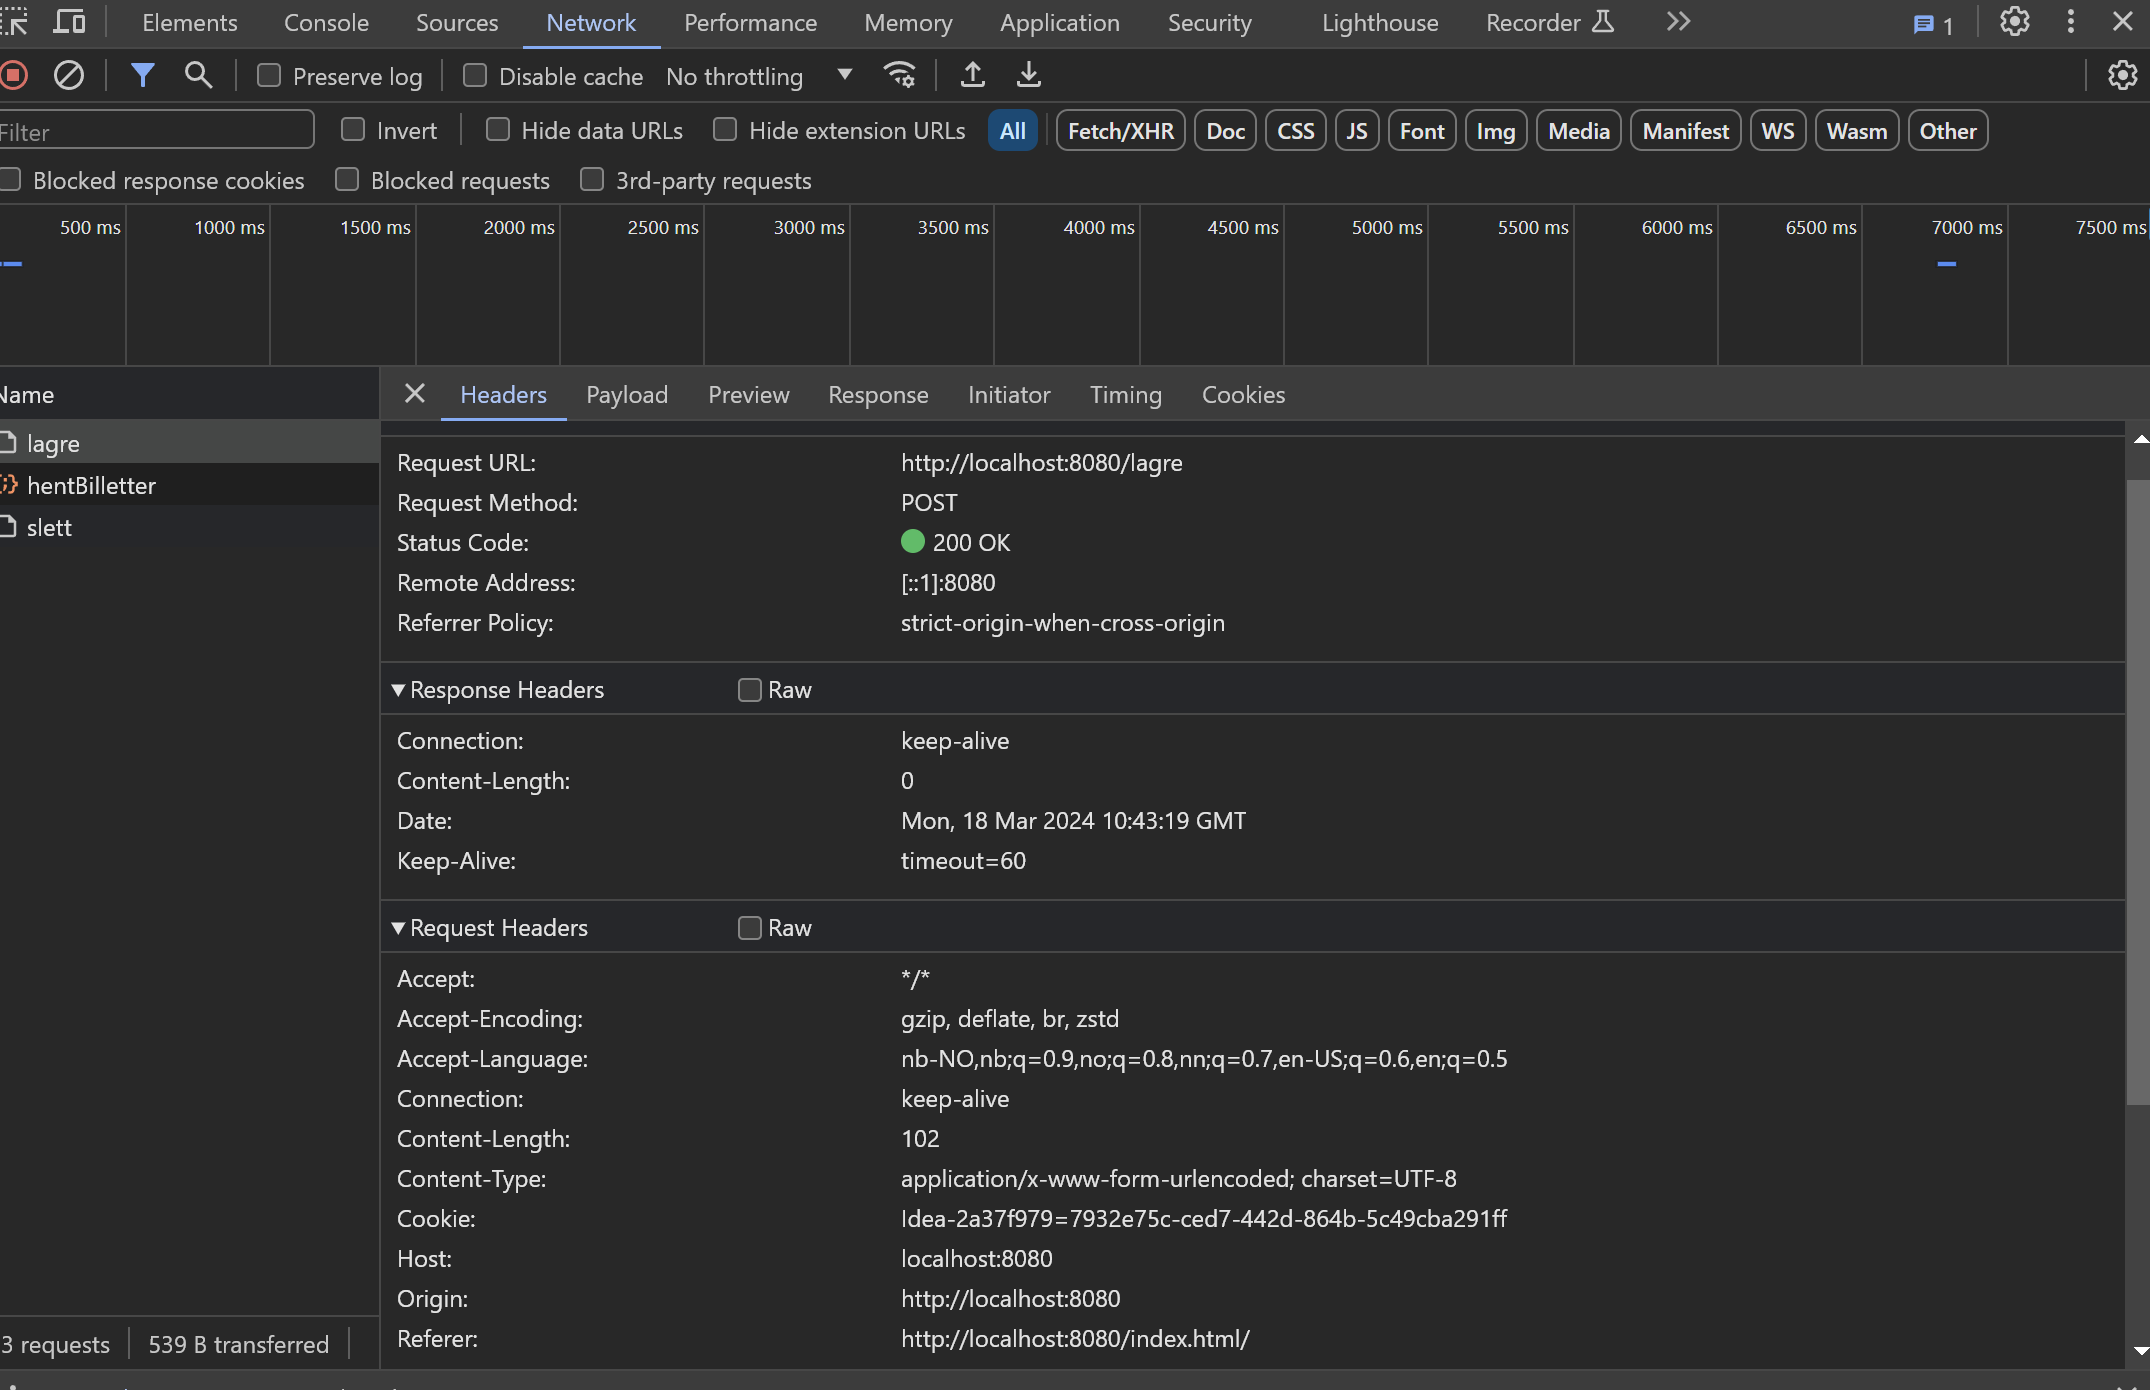 Elements Console Sources Network Performance Memory Application Security Lighthouse Recorder 1
Preserve log Disable cache No throttling
Filter Invert Hide data URLs Hide extension URLs All Fetch/XHR Doc CSS JS Font Img Media Manifest WS Wasm Other
Blocked response cookies Blocked requests 3rd-party requests
500 ms 1000 ms 1500 ms 2000 ms 2500 ms 3000 ms 3500 ms 4000 ms 4500 ms 5000 ms 5500 ms 6000 ms 6500 ms 7000 ms 7500 ms
Name
lagre
hentBilletter
slett
3 requests 539 B transferred
Headers Payload Preview Response Initiator Timing Cookies
Request URL: http://localhost:8080/lagre
Request Method: POST
Status Code: 200 OK
Remote Address: [::1]:8080
Referrer Policy: strict-origin-when-cross-origin
Response Headers Raw
Connection: keep-alive
Content-Length: 0
Date: Mon, 18 Mar 2024 10:43:19 GMT
Keep-Alive: timeout=60
Request Headers Raw
Accept: */*
Accept-Encoding: gzip, deflate, br, zstd
Accept-Language: nb-NO,nb;q=0.9,no;q=0.8,nn;q=0.7,en-US;q=0.6,en;q=0.5
Connection: keep-alive
Content-Length: 102
Content-Type: application/x-www-form-urlencoded; charset=UTF-8
Cookie: Idea-2a37f979=7932e75c-ced7-442d-864b-5c49cba291ff
Host: localhost:8080
Origin: http://localhost:8080
Referer: http://localhost:8080/index.html/